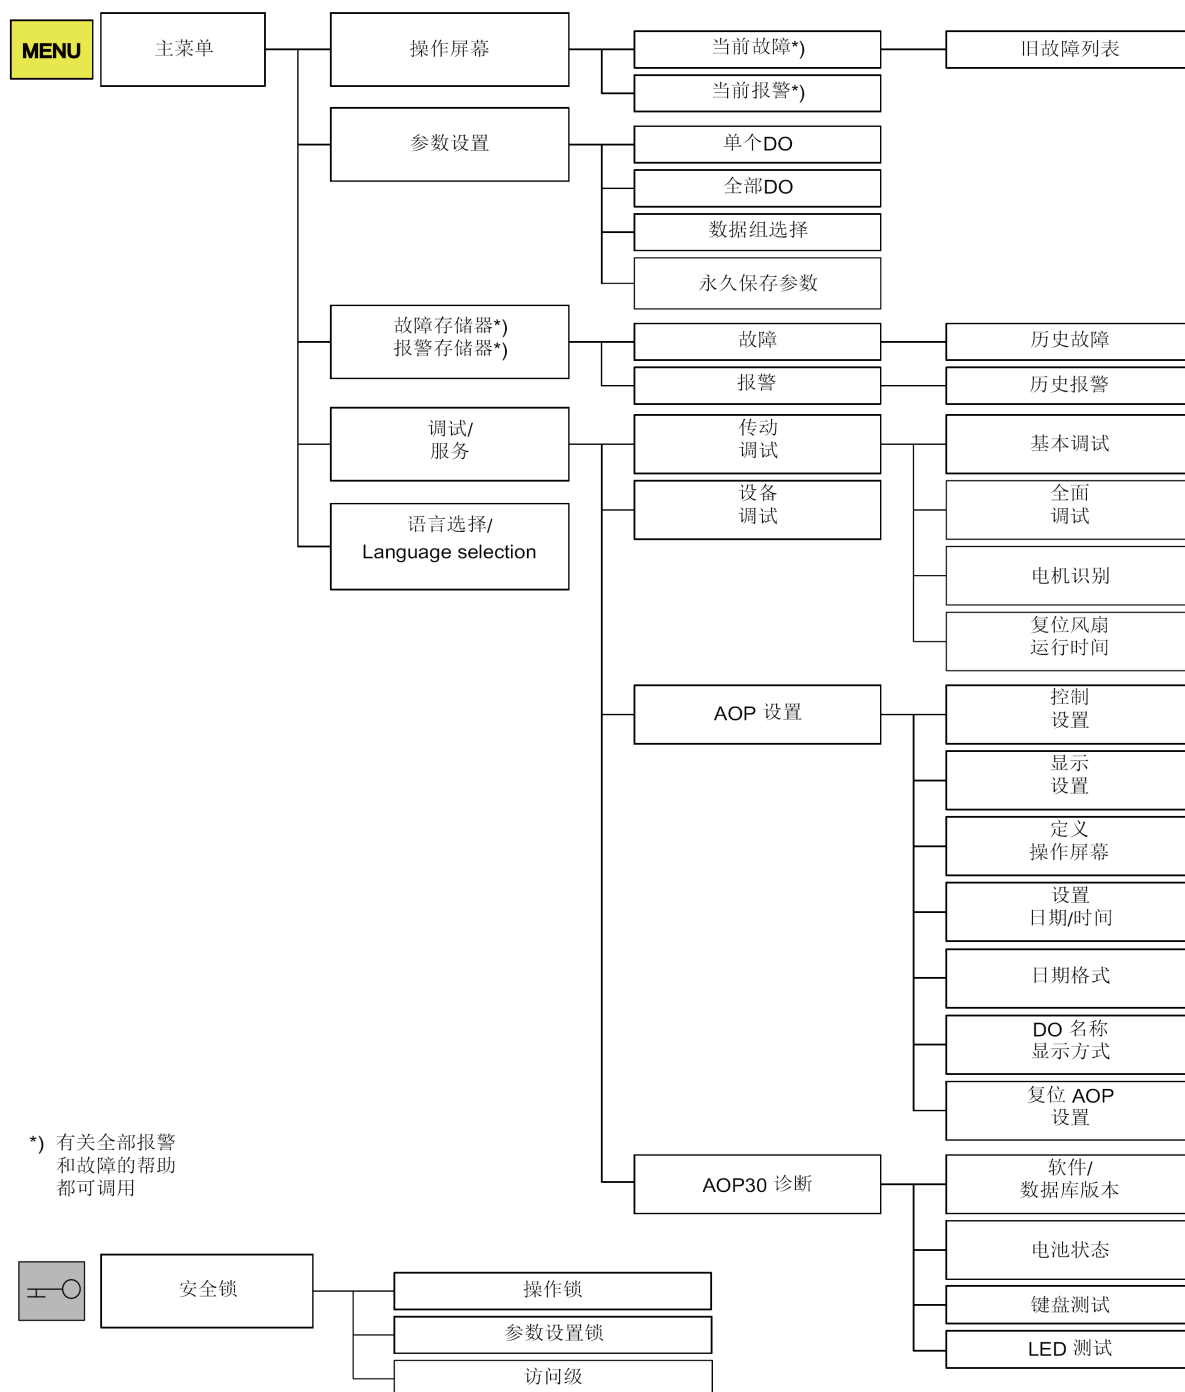 MENU
主菜单
操作屏幕
当前故障*)
旧故障列表
当前报警*)
参数设置
单个DO
全部DO
数据组选择
永久保存参数
故障存储器*)
报警存储器*)
故障
历史故障
报警
历史报警
调试/
服务
传动
调试
基本调试
设备
调试
全面
调试
电机识别
复位风扇
运行时间
语言选择/
Language selection
AOP 设置
控制
设置
显示
设置
定义
操作屏幕
设置
日期/时间
日期格式
DO 名称
显示方式
复位 AOP
设置
AOP30 诊断
软件/
数据库版本
电池状态
键盘测试
LED 测试
*) 有关全部报警
和故障的帮助
都可调用
安全锁
操作锁
参数设置锁
访问级